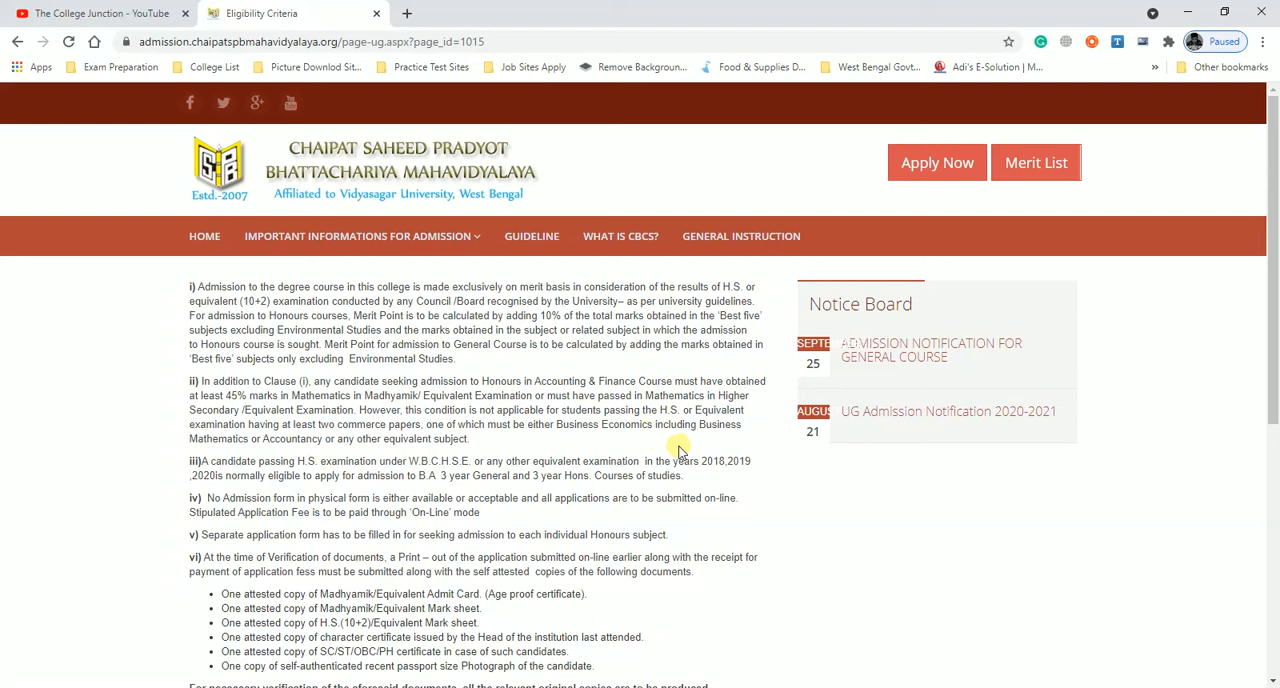 The College Junction - YouTube
Eligibility Criteria
admission.chaipatspbmahavidyalaya.org/page-ug.aspx?page_id=1015
Paused
Apps
Exam Preparation
College List
Picture Downlod Sit...
Practice Test Sites
Job Sites Apply
Remove Backgroun...
Food & Supplies D...
West Bengal Govt...
Adi's E-Solution | M...
»
Other bookmarks
CHAIPAT SAHEED PRADYOT
BHATTACHARIYA MAHAVIDYALAYA
Estd.-2007
Affiliated to Vidyasagar University, West Bengal
Apply Now
Merit List
HOME
IMPORTANT INFORMATIONS FOR ADMISSION
GUIDELINE
WHAT IS CBCS?
GENERAL INSTRUCTION
i) Admission to the degree course in this college is made exclusively on merit basis in consideration of the results of H.S. or
equivalent (10+2) examination conducted by any Council /Board recognised by the University– as per university guidelines.
For admission to Honours courses, Merit Point is to be calculated by adding 10% of the total marks obtained in the ‘Best five’
subjects excluding Environmental Studies and the marks obtained in the subject or related subject in which the admission
to Honours course is sought. Merit Point for admission to General Course is to be calculated by adding the marks obtained in
‘Best five’ subjects only excluding Environmental Studies.
ii) In addition to Clause (i), any candidate seeking admission to Honours in Accounting & Finance Course must have obtained
at least 45% marks in Mathematics in Madhyamik/ Equivalent Examination or must have passed in Mathematics in Higher
Secondary /Equivalent Examination. However, this condition is not applicable for students passing the H.S. or Equivalent
examination having at least two commerce papers, one of which must be either Business Economics including Business
Mathematics or Accountancy or any other equivalent subject.
iii)A candidate passing H.S. examination under W.B.C.H.S.E. or any other equivalent examination in the years 2018,2019
,2020is normally eligible to apply for admission to B.A 3 year General and 3 year Hons. Courses of studies.
iv) No Admission form in physical form is either available or acceptable and all applications are to be submitted on-line.
Stipulated Application Fee is to be paid through ‘On-Line’ mode
v) Separate application form has to be filled in for seeking admission to each individual Honours subject.
vi) At the time of Verification of documents, a Print – out of the application submitted on-line earlier along with the receipt for
payment of application fess must be submitted along with the self attested copies of the following documents.
• One attested copy of Madhyamik/Equivalent Admit Card. (Age proof certificate).
• One attested copy of Madhyamik/Equivalent Mark sheet.
• One attested copy of H.S.(10+2)/Equivalent Mark sheet.
• One attested copy of character certificate issued by the Head of the institution last attended.
• One attested copy of SC/ST/OBC/PH certificate in case of such candidates.
• One copy of self-authenticated recent passport size Photograph of the candidate.
For necessary verification of the aforesaid documents, all the relevant original copies are to be produced
Notice Board
SEPTE
25
ADMISSION NOTIFICATION FOR
GENERAL COURSE
AUGUS
21
UG Admission Notification 2020-2021